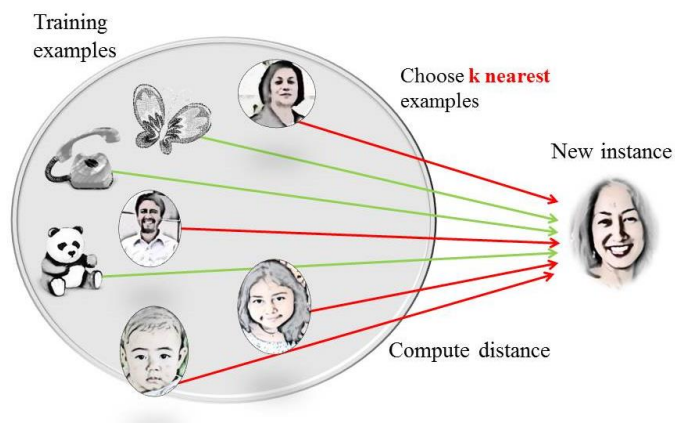 Training
examples
Choose k nearest
examples
New instance
Compute distance